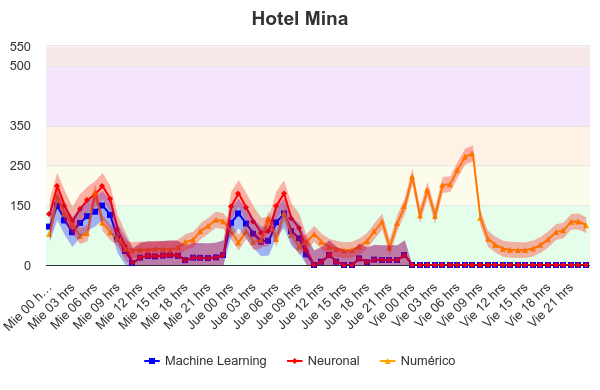 Hotel Mina
550
500
350
250
150
0
Mie 00 h...
Mie 03 hrs
Mie 06 hrs
Mie 09 hrs
Mie 12 hrs
Mie 15 hrs
Mie 18 hrs
Mie 21 hrs
Jue 00 hrs
Jue 03 hrs
Jue 06 hrs
Jue 09 hrs
Jue 12 hrs
Jue 15 hrs
Jue 18 hrs
Jue 21 hrs
Vie 00 hrs
Vie 03 hrs
Vie 06 hrs
Vie 09 hrs
Vie 12 hrs
Vie 15 hrs
Vie 18 hrs
Vie 21 hrs
Machine Learning Neuronal Numérico